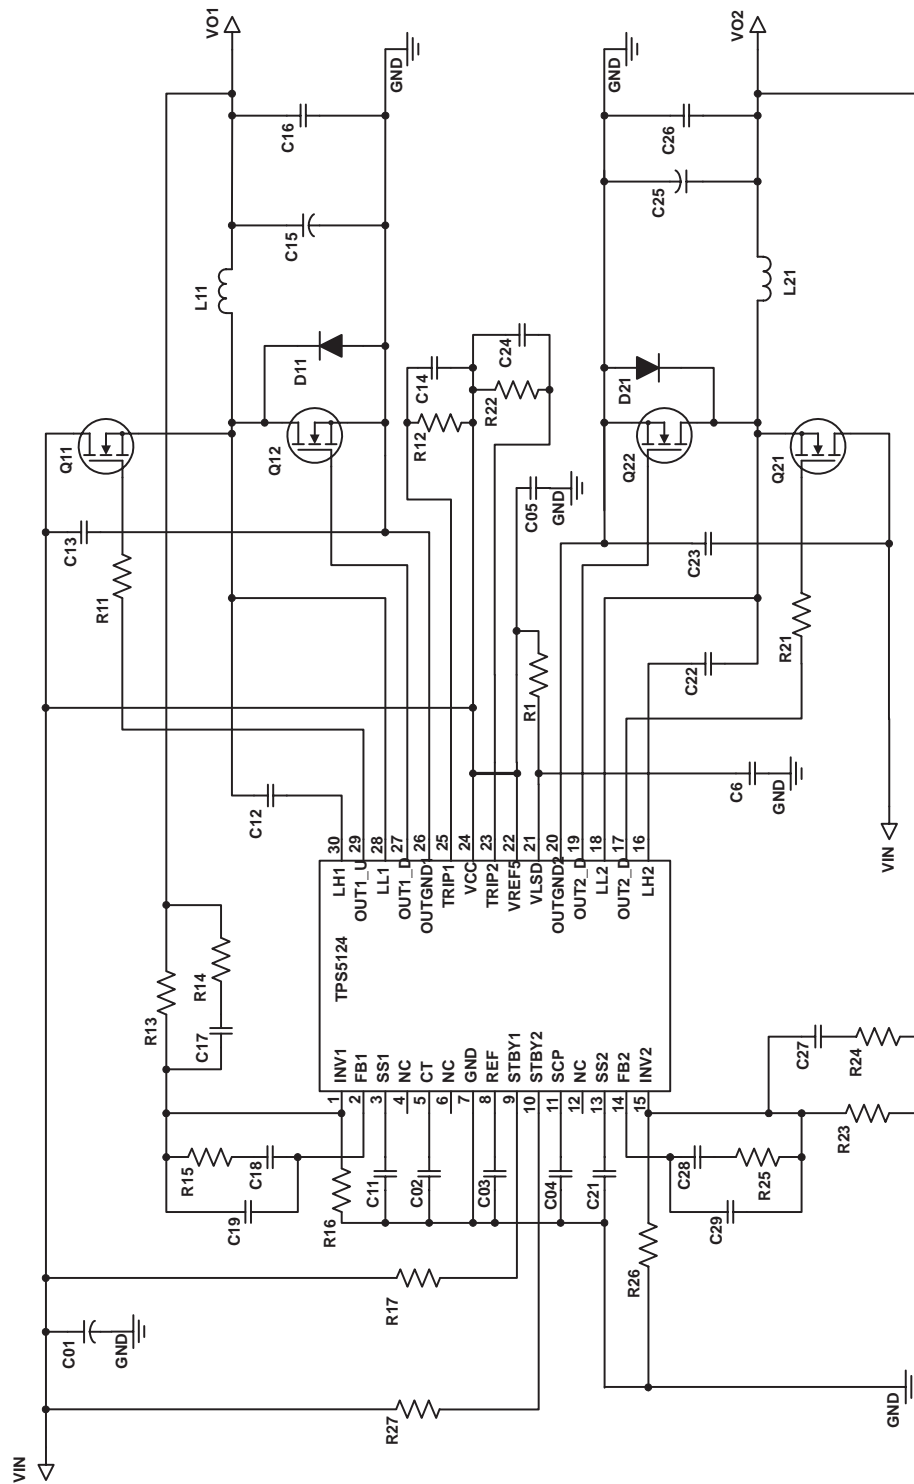 VIN
C01
GND
R27
R17
C19
C18
R15
R16
C11
C02
C03
C04
C21
C28
R25
C29
R26
GND
R23
R24
C27
1
2
3
4
5
6
7
8
9
10
11
12
13
14
15
INV1
FB1
SS1
NC
CT
NC
GND
REF
STBY1
STBY2
SCP
NC
SS2
FB2
INV2
TPS5124
LH1
OUT1_U
LL1
OUT1_D
OUTGND1
TRIP1
VCC
TRIP2
VREF5
VLSD
OUTGND2
OUT2_D
LL2
OUT2_D
LH2
30
29
28
27
26
25
24
23
22
21
20
19
18
17
16
R13
C17
R14
C12
R11
C13
Q11
Q12
D11
L11
C15
C16
VO1
GND
R12
C14
R22
C24
C05
GND
R1
C6
GND
C22
C23
R21
Q21
Q22
D21
L21
C25
C26
GND
VO2
VIN